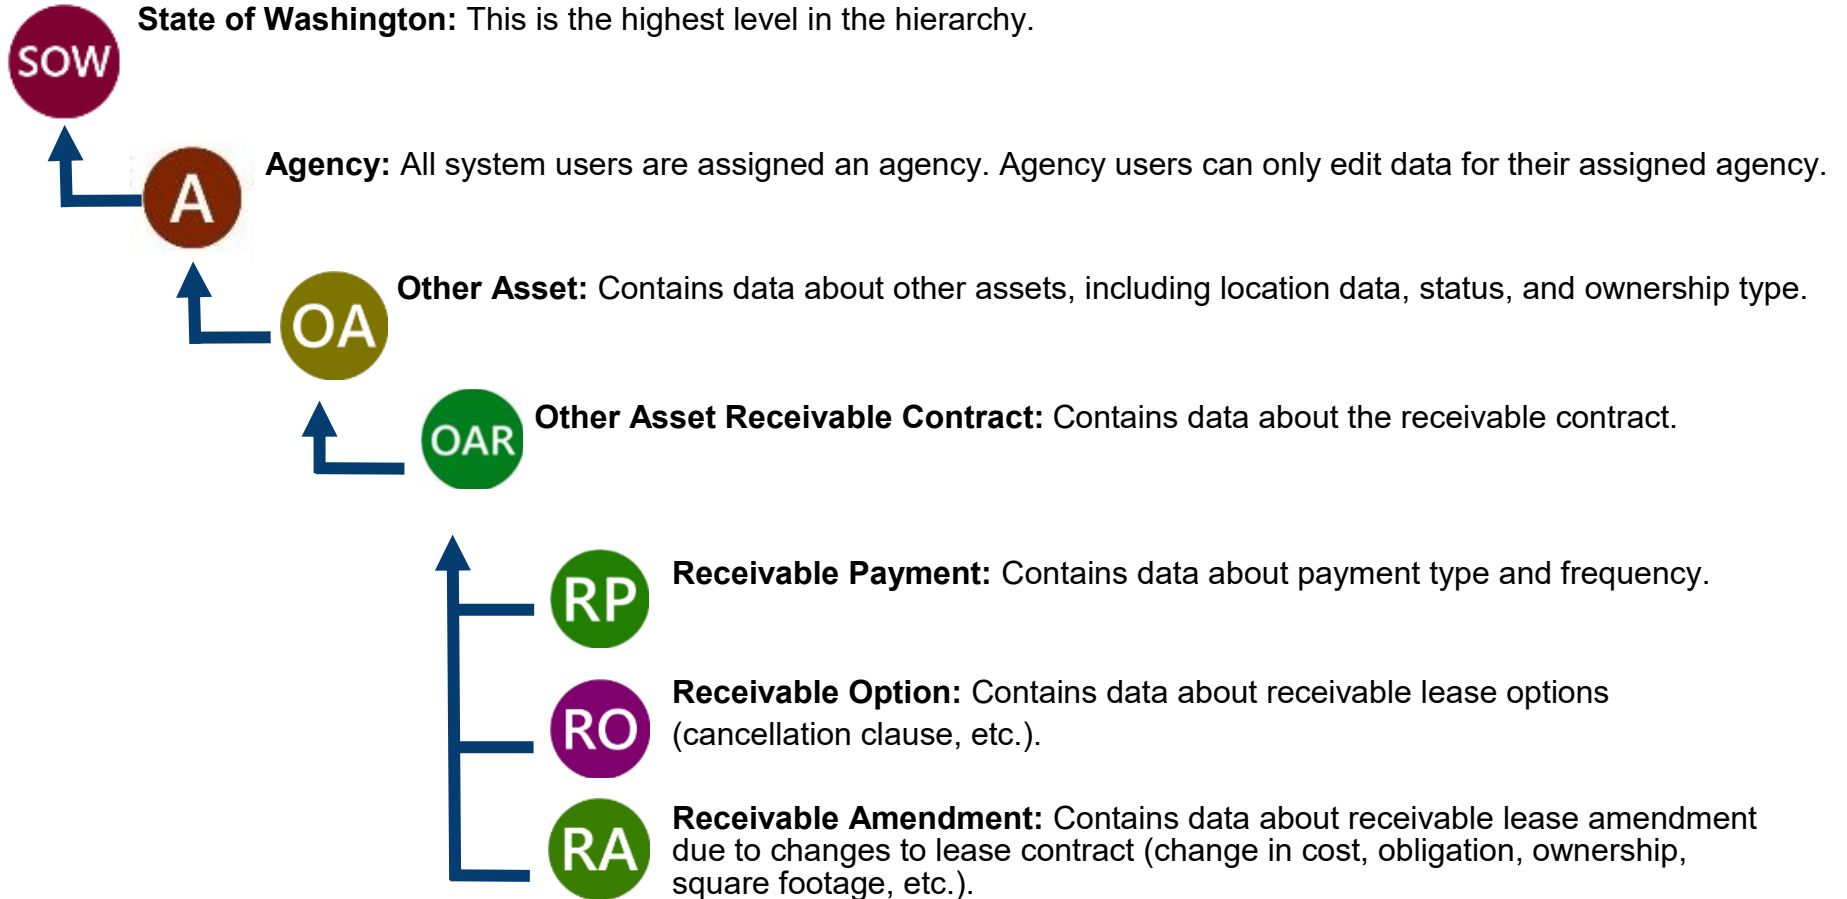 State of Washington: This is the highest level in the hierarchy.
SOW
Agency: All system users are assigned an agency. Agency users can only edit data for their assigned agency.
A
Other Asset: Contains data about other assets, including location data, status, and ownership type.
OA
Other Asset Receivable Contract: Contains data about the receivable contract.
OAR
Receivable Payment: Contains data about payment type and frequency.
RP
Receivable Option: Contains data about receivable lease options
(cancellation clause, etc.).
RO
Receivable Amendment: Contains data about receivable lease amendment
due to changes to lease contract (change in cost, obligation, ownership,
square footage, etc.).
RA